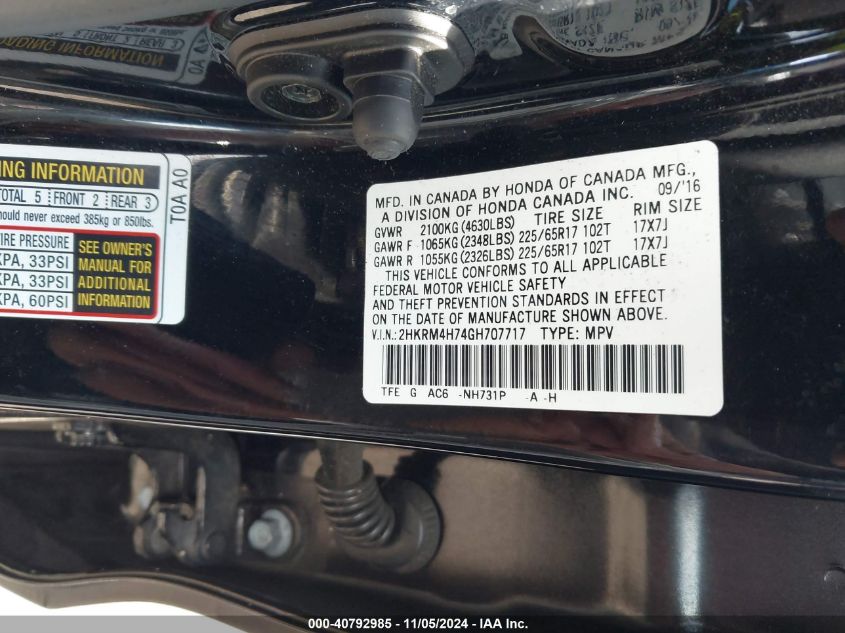 NG INFORMATION
TOTAL 5 FRONT 2 REAR 3
should never exceed 385kg or 850lbs.
IRE PRESSURE
KPA, 33PSI
KPA, 33PSI
KPA, 60PSI
SEE OWNER'S
MANUAL FOR
ADDITIONAL
INFORMATION
T0A A0
MFD. IN CANADA BY HONDA OF CANADA MFG.,
A DIVISION OF HONDA CANADA INC. 09/'16
GVWR 2100KG(4630LBS) TIRE SIZE RIM SIZE
GAWR F 1065KG(2348LBS) 225/65R17 102T 17X7J
GAWR R 1055KG(2326LBS) 225/65R17 102T 17X7J
THIS VEHICLE CONFORMS TO ALL APPLICABLE
FEDERAL MOTOR VEHICLE SAFETY
AND THEFT PREVENTION STANDARDS IN EFFECT
ON THE DATE OF MANUFACTURE SHOWN ABOVE.
V.I.N.: 2HKRM4H74GH707717 TYPE: MPV
TFE G AC6 -NH731P -A -H
000-40792985 - 11/05/2024 - IAA Inc.